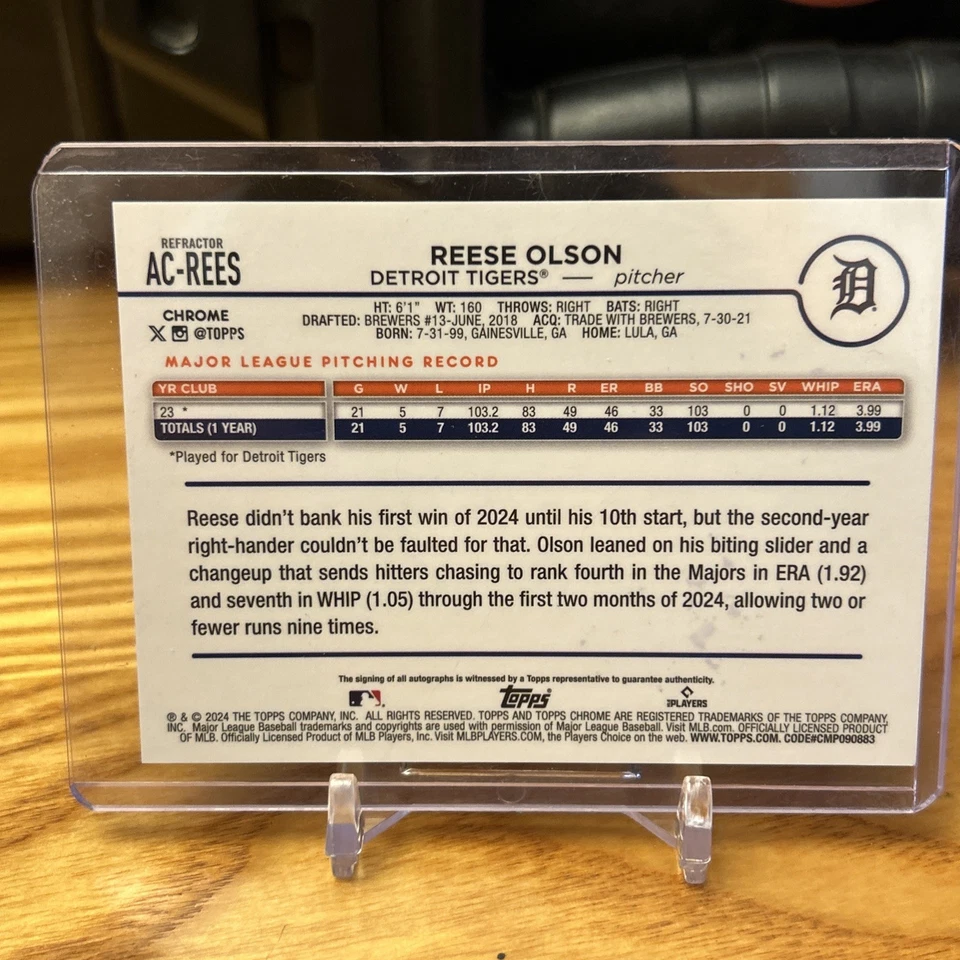 REFRACTOR
AC-REES
REESE OLSON
DETROIT TIGERS® — pitcher
D
CHROME
X @TOPPS
HT: 6'1" WT: 160 THROWS: RIGHT BATS: RIGHT
DRAFTED: BREWERS #13-JUNE, 2018 ACQ: TRADE WITH BREWERS, 7-30-21
BORN: 7-31-99, GAINESVILLE, GA HOME: LULA, GA
MAJOR LEAGUE PITCHING RECORD
YR CLUB G W L IP H R ER BB SO SHO SV WHIP ERA
23 * 21 5 7 103.2 83 49 46 33 103 0 0 1.12 3.99
TOTALS (1 YEAR) 21 5 7 103.2 83 49 46 33 103 0 0 1.12 3.99
*Played for Detroit Tigers
Reese didn't bank his first win of 2024 until his 10th start, but the second-year
right-hander couldn't be faulted for that. Olson leaned on his biting slider and a
changeup that sends hitters chasing to rank fourth in the Majors in ERA (1.92)
and seventh in WHIP (1.05) through the first two months of 2024, allowing two or
fewer runs nine times.
The signing of all autographs is witnessed by a Topps representative to guarantee authenticity.
Topps
PLAYERS
® & © 2024 THE TOPPS COMPANY, INC. ALL RIGHTS RESERVED. TOPPS AND TOPPS CHROME ARE REGISTERED TRADEMARKS OF THE TOPPS COMPANY,
INC. Major League Baseball trademarks and copyrights are used with permission of Major League Baseball. Visit MLB.com. OFFICIALLY LICENSED PRODUCT
OF MLB. Officially Licensed Product of MLB Players, Inc. Visit MLBPLAYERS.COM, the Players Choice on the web. WWW.TOPPS.COM. CODE#CMP090883